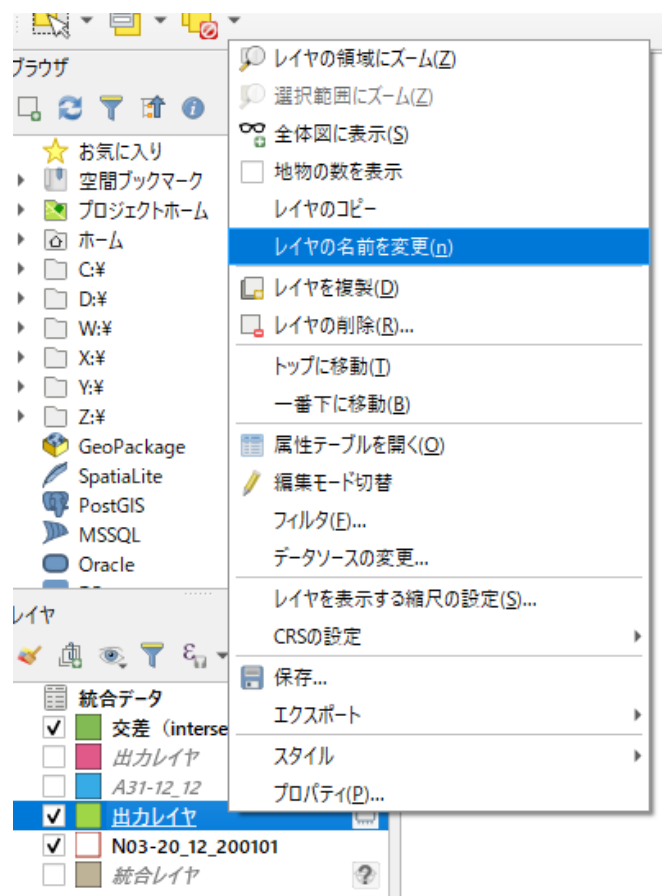 ブラウザ
お気に入り
空間ブックマーク
プロジェクトホーム
ホーム
C:¥
D:¥
W:¥
X:¥
Y:¥
Z:¥
GeoPackage
SpatiaLite
PostGIS
MSSQL
Oracle
レイヤ
統合データ
交差（interse
出力レイヤ
A31-12_12
出力レイヤ
N03-20_12_200101
統合レイヤ
レイヤの領域にズーム(Z)
選択範囲にズーム(Z)
全体図に表示(S)
地物の数を表示
レイヤのコピー
レイヤの名前を変更(n)
レイヤを複製(D)
レイヤの削除(R)...
トップに移動(T)
一番下に移動(B)
属性テーブルを開く(O)
編集モード切替
フィルタ(F)...
データソースの変更...
レイヤを表示する縮尺の設定(S)...
CRSの設定
保存...
エクスポート
スタイル
プロパティ(P)...